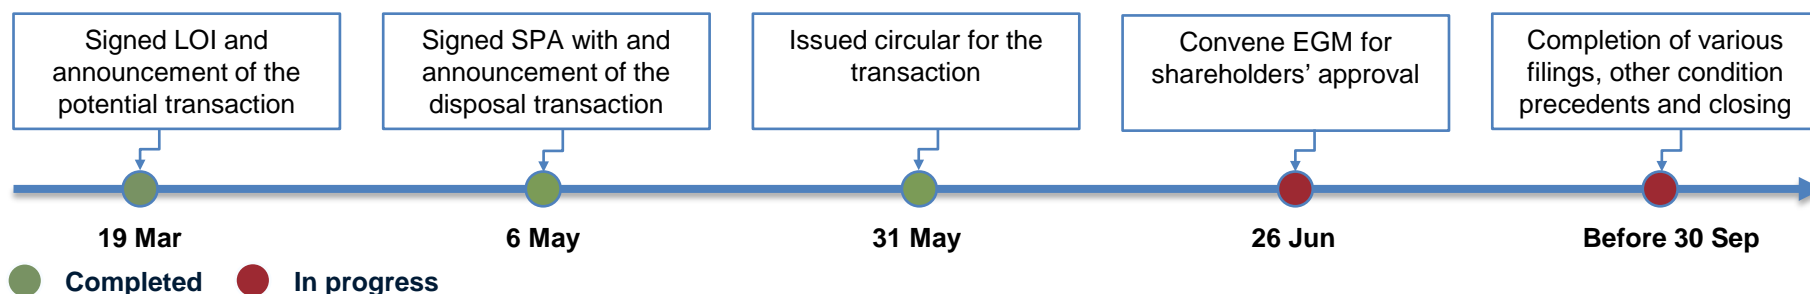 Signed LOI and
announcement of the
potential transaction
Signed SPA with and
announcement of the
disposal transaction
Issued circular for the
transaction
Convene EGM for
shareholders’ approval
Completion of various
filings, other condition
precedents and closing
19 Mar
6 May
31 May
26 Jun
Before 30 Sep
Completed
In progress